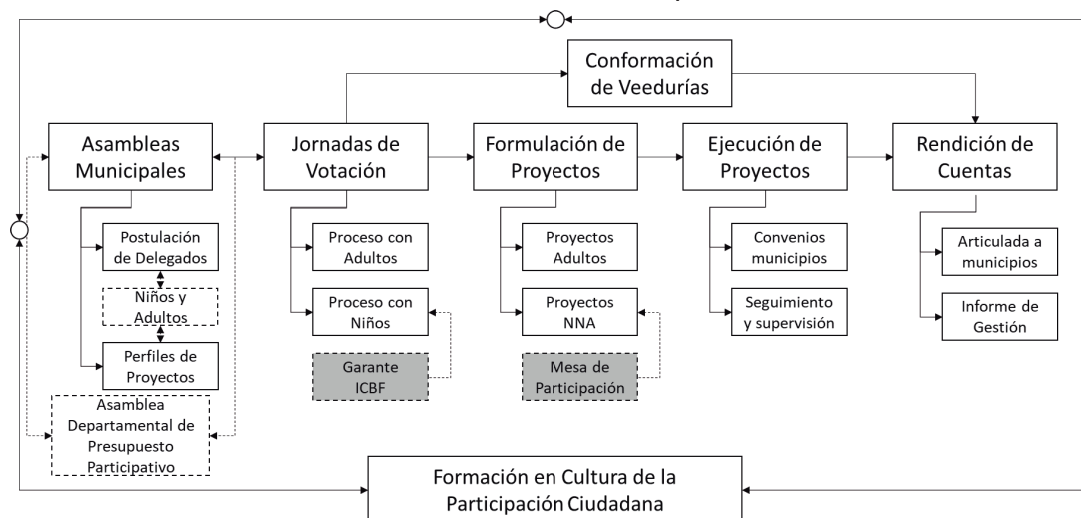 Conformación
de Veedurías
Asambleas
Municipales
Jornadas de
Votación
Formulación de
Proyectos
Ejecución de
Proyectos
Rendición de
Cuentas
Postulación
de Delegados
Niños y
Adultos
Perfiles de
Proyectos
Asamblea
Departamental de
Presupuesto
Participativo
Proceso con
Adultos
Proceso con
Niños
Garante
ICBF
Proyectos
Adultos
Proyectos
NNA
Mesa de
Participación
Convenios
municipios
Seguimiento
y supervisión
Articulada a
municipios
Informe de
Gestión
Formación en Cultura de la
Participación Ciudadana